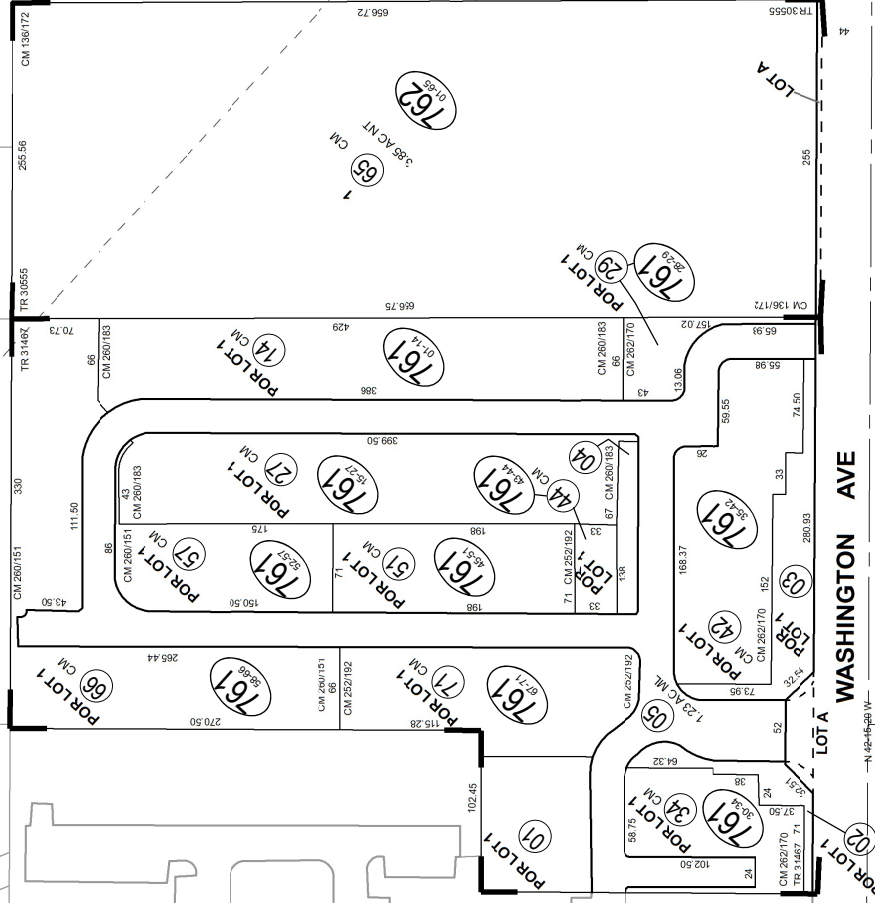 CM 136/172
656.72
TR30555
44
LOT A
762
01-65
3.85 AC NT
CM
65
1
255.56
255
TR 30555
656.75
CM 136/172
POR LOT 1
29
CM
761
28-29
TR 31467
70.73
66
CM 260/183
POR LOT 1
14
CM
429
761
01-14
386
CM 260/183
66
CM 262/170
43
157.02
13.06
65.93
55.98
59.55
26
74.50
399.50
330
111.50
43
CM 260/183
POR LOT 1
27
CM
761
15-27
761
43-44
CM
44
04
CM 260/183
67
33
761
35-42
33
280.93
WASHINGTON AVE
86
CM 260/151
175
POR LOT 1
57
CM
761
52-57
150.50
71
198
POR LOT 1
51
CM
761
45-51
198
CM 252/192
71
POR LOT 1
33
138
168.37
152
03
POR LOT 1
CM 260/151
43.50
42
CM
POR LOT 1
CM 262/170
73.95
32.51
265.44
POR LOT 1
66
CM
761
58-66
270.50
CM 260/151
66
CM 252/192
POR LOT 1
71
CM
761
67-71
115.28
CM 252/192
05
1.23 AC ML
52
LOT A
N 42-15-20 W
102.45
01
POR LOT 1
64.32
38
24
32.51
37.50
58.75
POR LOT 1
34
CM
761
30-34
102.50
24
CM 262/170
TR 31467
71
02
POR LOT 1